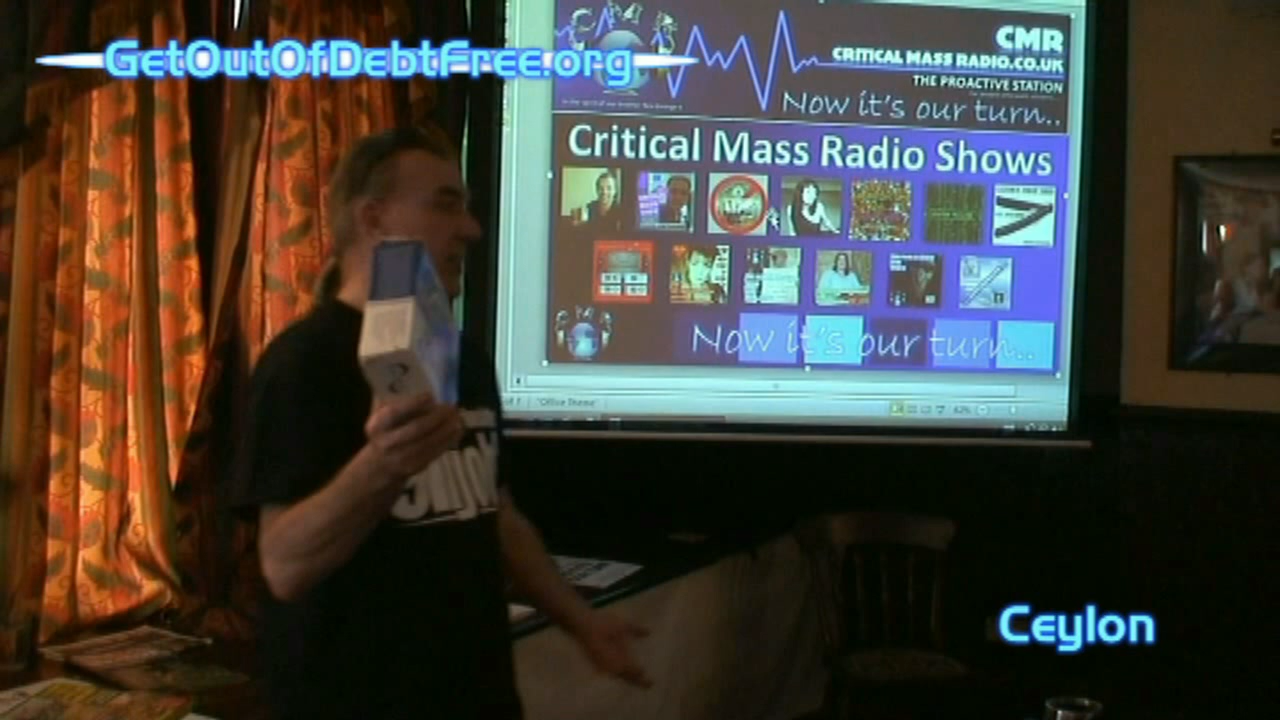 GetOutOfDebtFree.org
CMR
CRITICAL MASS RADIO.CO.UK
THE PROACTIVE STATION
Now it's our turn..
Critical Mass Radio Shows
Now it's our turn..
Ceylon